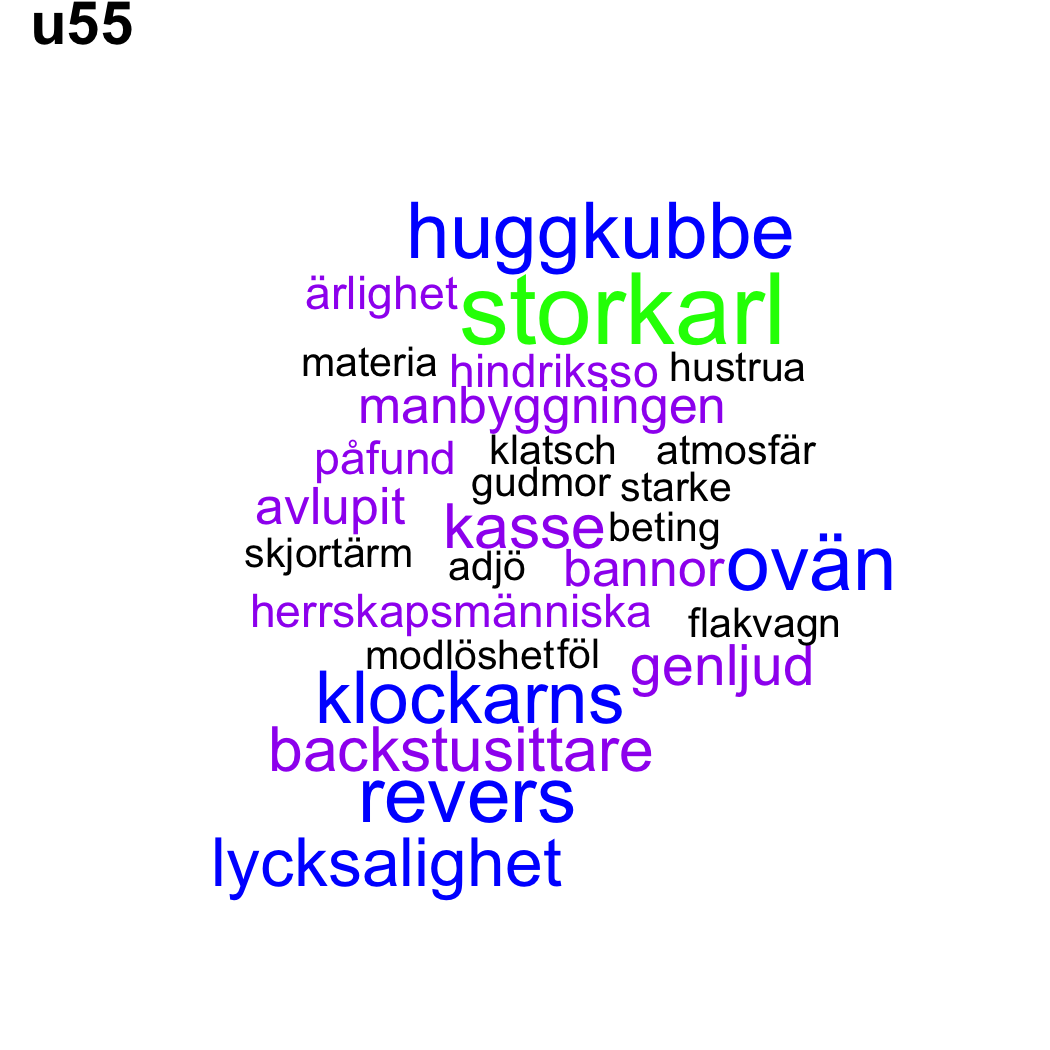 u55
huggkubbe
ärlighet storkarl
materia hindriksso hustrua
manbyggningen
påfund klatsch atmosfär
gudmor starke
avlupit kasse beting
skjortärm adjö bannor ovän
herrskapsmänniska flakvagn
modlöshet föl genljud
klockarns
backstusittare
revers
lycksalighet